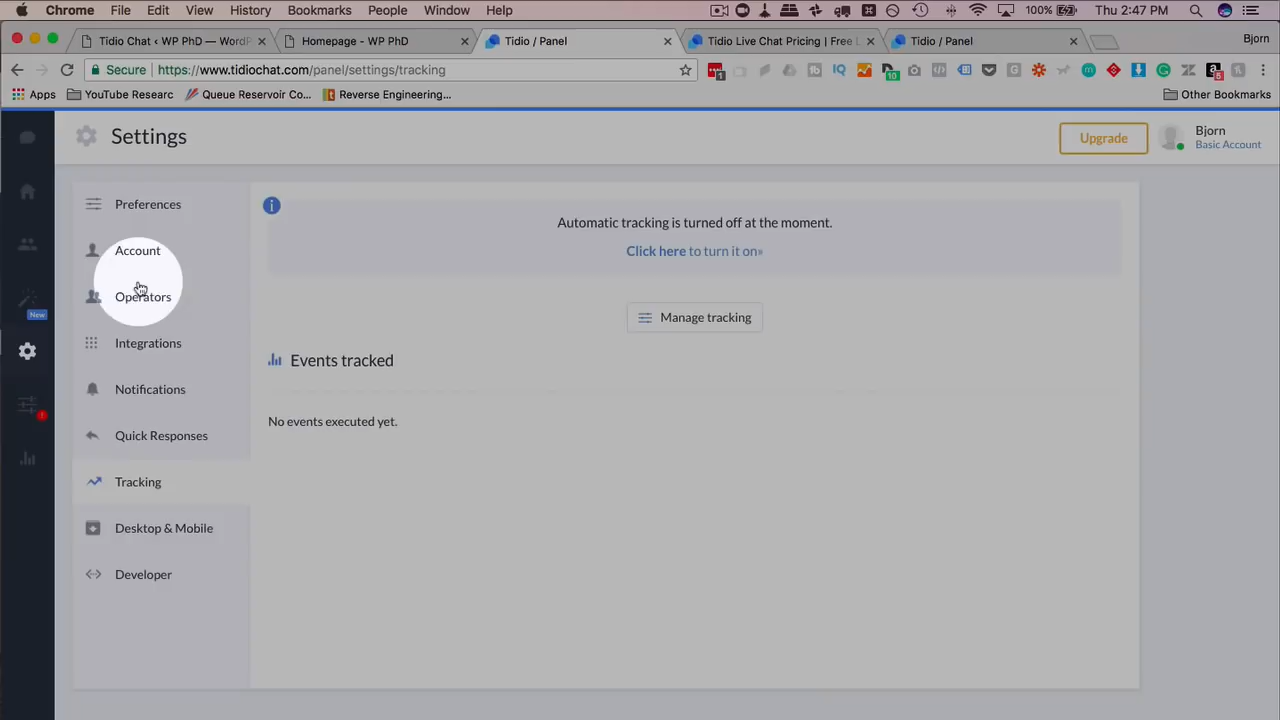 Chrome File Edit View History Bookmarks People Window Help 100% Thu 2:47 PM
Tidio Chat ‹ WP PhD — WordP Homepage - WP PhD Tidio / Panel Tidio Live Chat Pricing | Free L Tidio / Panel Bjorn
Secure https://www.tidiochat.com/panel/settings/tracking
Apps YouTube Researc Queue Reservoir Co... Reverse Engineering... Other Bookmarks
Settings
Upgrade
Bjorn
Basic Account
Preferences
Account
Operators
Integrations
Notifications
Quick Responses
Tracking
Desktop & Mobile
Developer
New
Automatic tracking is turned off at the moment.
Click here to turn it on»
Manage tracking
Events tracked
No events executed yet.